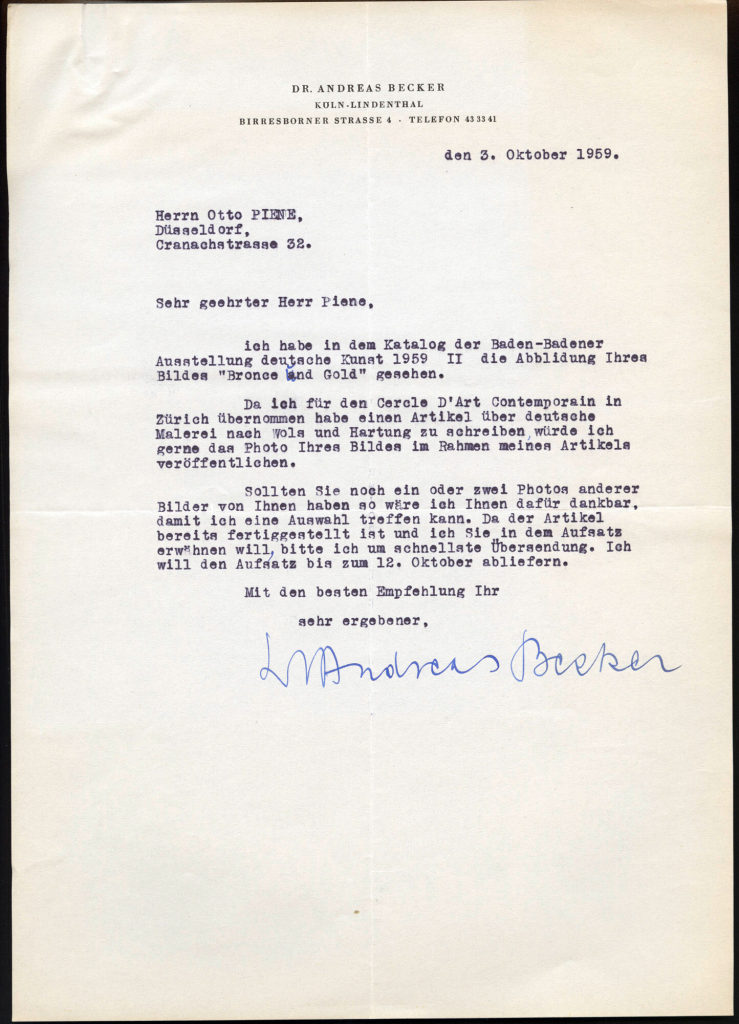 DR. ANDREAS BECKER
KÖLN-LINDENTHAL
BIRRESBORNER STRASSE 4 · TELEFON 43 33 41
den 3. Oktober 1959.
Herrn Otto PIENE,
Düsseldorf,
Cranachstrasse 32.
Sehr geehrter Herr Piene,
ich habe in dem Katalog der Baden-Badener
Ausstellung deutsche Kunst 1959 II die Abblidung Ihres
Bildes "Bronce und Gold" gesehen.
Da ich für den Cercle D'Art Contemporain in
Zürich übernommen habe einen Artikel über deutsche
Malerei nach Wols und Hartung zu schreiben, würde ich
gerne das Photo Ihres Bildes im Rahmen meines Artikels
veröffentlichen.
Sollten Sie noch ein oder zwei Photos anderer
Bilder von Ihnen haben so wäre ich Ihnen dafür dankbar,
damit ich eine Auswahl treffen kann. Da der Artikel
bereits fertiggestellt ist und ich Sie in dem Aufsatz
erwähnen will, bitte ich um schnellste Übersendung. Ich
will den Aufsatz bis zum 12. Oktober abliefern.
Mit den besten Empfehlung Ihr
sehr ergebener,
Dr Andreas Becker